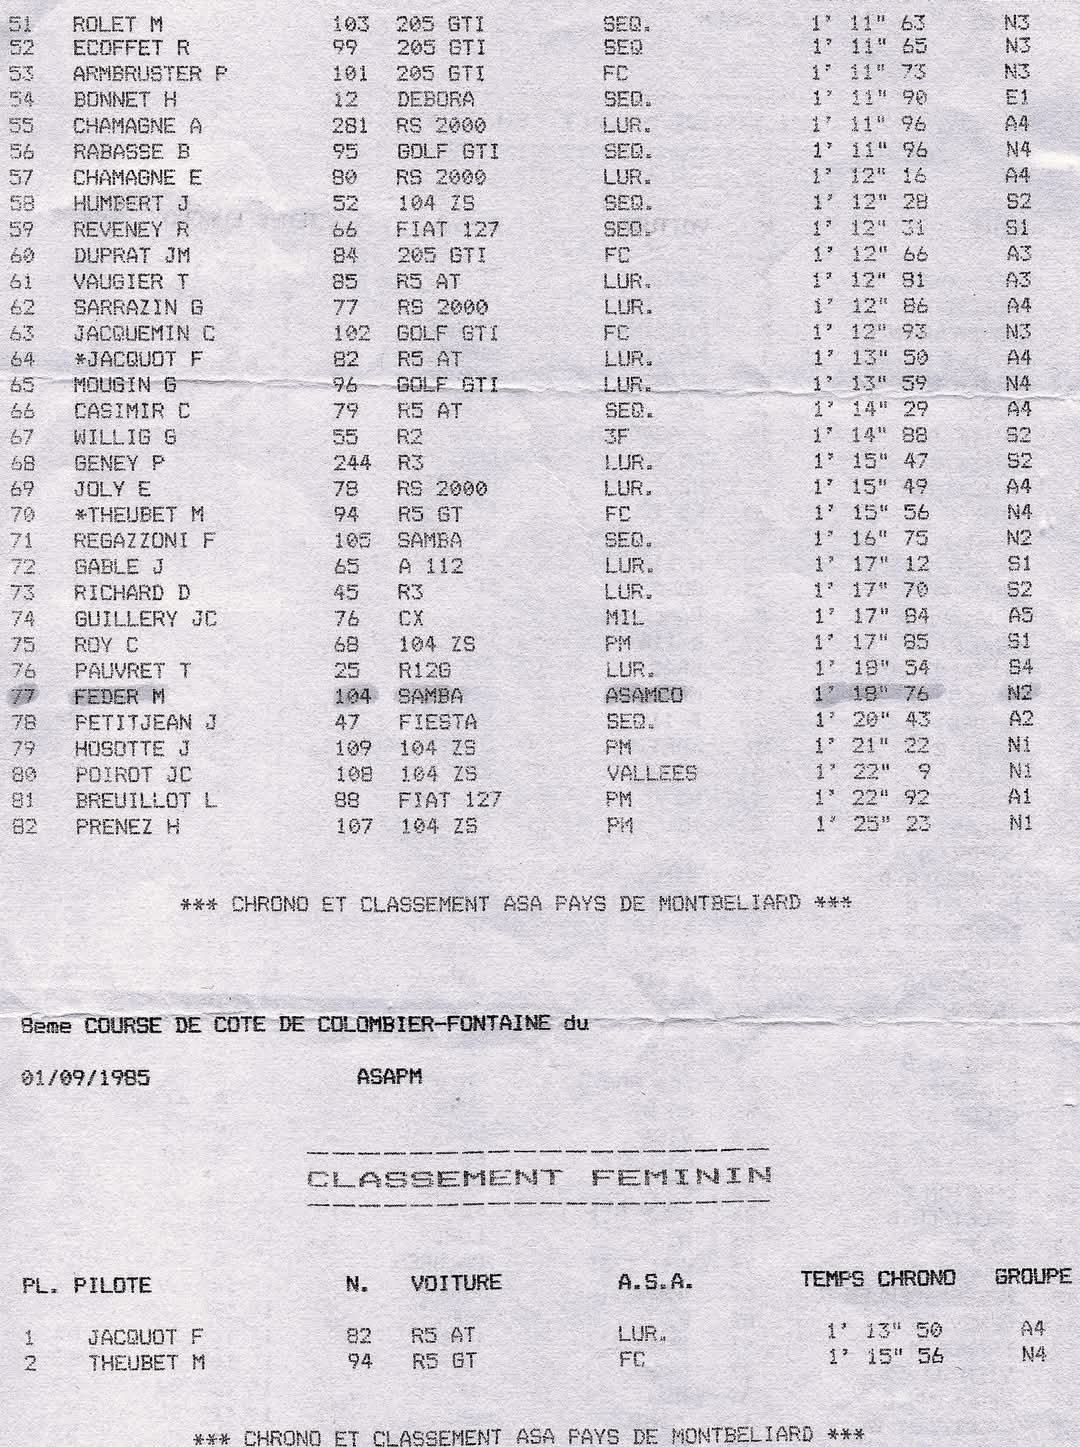 51 ROLET M 103 205 GTI SEQ. 1' 11" 63 N3
52 ECOFFET R 99 205 GTI SEQ 1' 11" 65 N3
53 ARMBRUSTER P 101 205 GTI FC 1' 11" 73 N3
54 BONNET H 12 DEBORA SEQ. 1' 11" 90 E1
55 CHAMAGNE A 281 RS 2000 LUR. 1' 11" 96 A4
56 RABASSE B 95 GOLF GTI SEQ. 1' 11" 96 N4
57 CHAMAGNE E 80 RS 2000 LUR. 1' 12" 16 A4
58 HUMBERT J 52 104 ZS SEQ. 1' 12" 28 S2
59 REVENEY R 66 FIAT 127 SEQ. 1' 12" 31 S1
60 DUPRAT JM 84 205 GTI FC 1' 12" 66 A3
61 VAUGIER T 85 R5 AT LUR. 1' 12" 81 A3
62 SARRAZIN G 77 RS 2000 LUR. 1' 12" 86 A4
63 JACQUEMIN C 102 GOLF GTI FC 1' 12" 93 N3
64 *JACQUOT F 82 R5 AT LUR. 1' 13" 50 A4
65 MOUGIN G 96 GOLF GTI LUR. 1' 13" 59 N4
66 CASIMIR C 79 R5 AT SEQ. 1' 14" 29 A4
67 WILLIG G 55 R2 3F 1' 14" 88 S2
68 GENEY P 244 R3 LUR. 1' 15" 47 S2
69 JOLY E 78 RS 2000 LUR. 1' 15" 49 A4
70 *THEUBET M 94 R5 GT FC 1' 15" 56 N4
71 REGAZZONI F 105 SAMBA SEQ. 1' 16" 75 N2
72 GABLE J 65 A 112 LUR. 1' 17" 12 S1
73 RICHARD D 45 R3 LUR. 1' 17" 70 S2
74 GUILLERY JC 76 CX MIL 1' 17" 84 A5
75 ROY C 68 104 ZS PM 1' 17" 85 S1
76 PAUVRET T 25 R12G LUR. 1' 18" 54 S4
77 FEDER M 104 SAMBA ASAMCO 1' 18" 76 N2
78 PETITJEAN J 47 FIESTA SEQ. 1' 20" 43 A2
79 HOSOTTE J 109 104 ZS PM 1' 21" 22 N1
80 POIROT JC 108 104 ZS VALLEES 1' 22" 9 N1
81 BREUILLOT L 88 FIAT 127 PM 1' 22" 92 A1
82 PRENEZ H 107 104 ZS PM 1' 25" 23 N1
*** CHRONO ET CLASSEMENT ASA PAYS DE MONTBELIARD ***
8eme COURSE DE COTE DE COLOMBIER-FONTAINE du
01/09/1985 ASAPM
CLASSEMENT FEMININ
PL. PILOTE N. VOITURE A.S.A. TEMPS CHRONO GROUPE
1 JACQUOT F 82 R5 AT LUR. 1' 13" 50 A4
2 THEUBET M 94 R5 GT FC 1' 15" 56 N4
*** CHRONO ET CLASSEMENT ASA PAYS DE MONTBELIARD ***